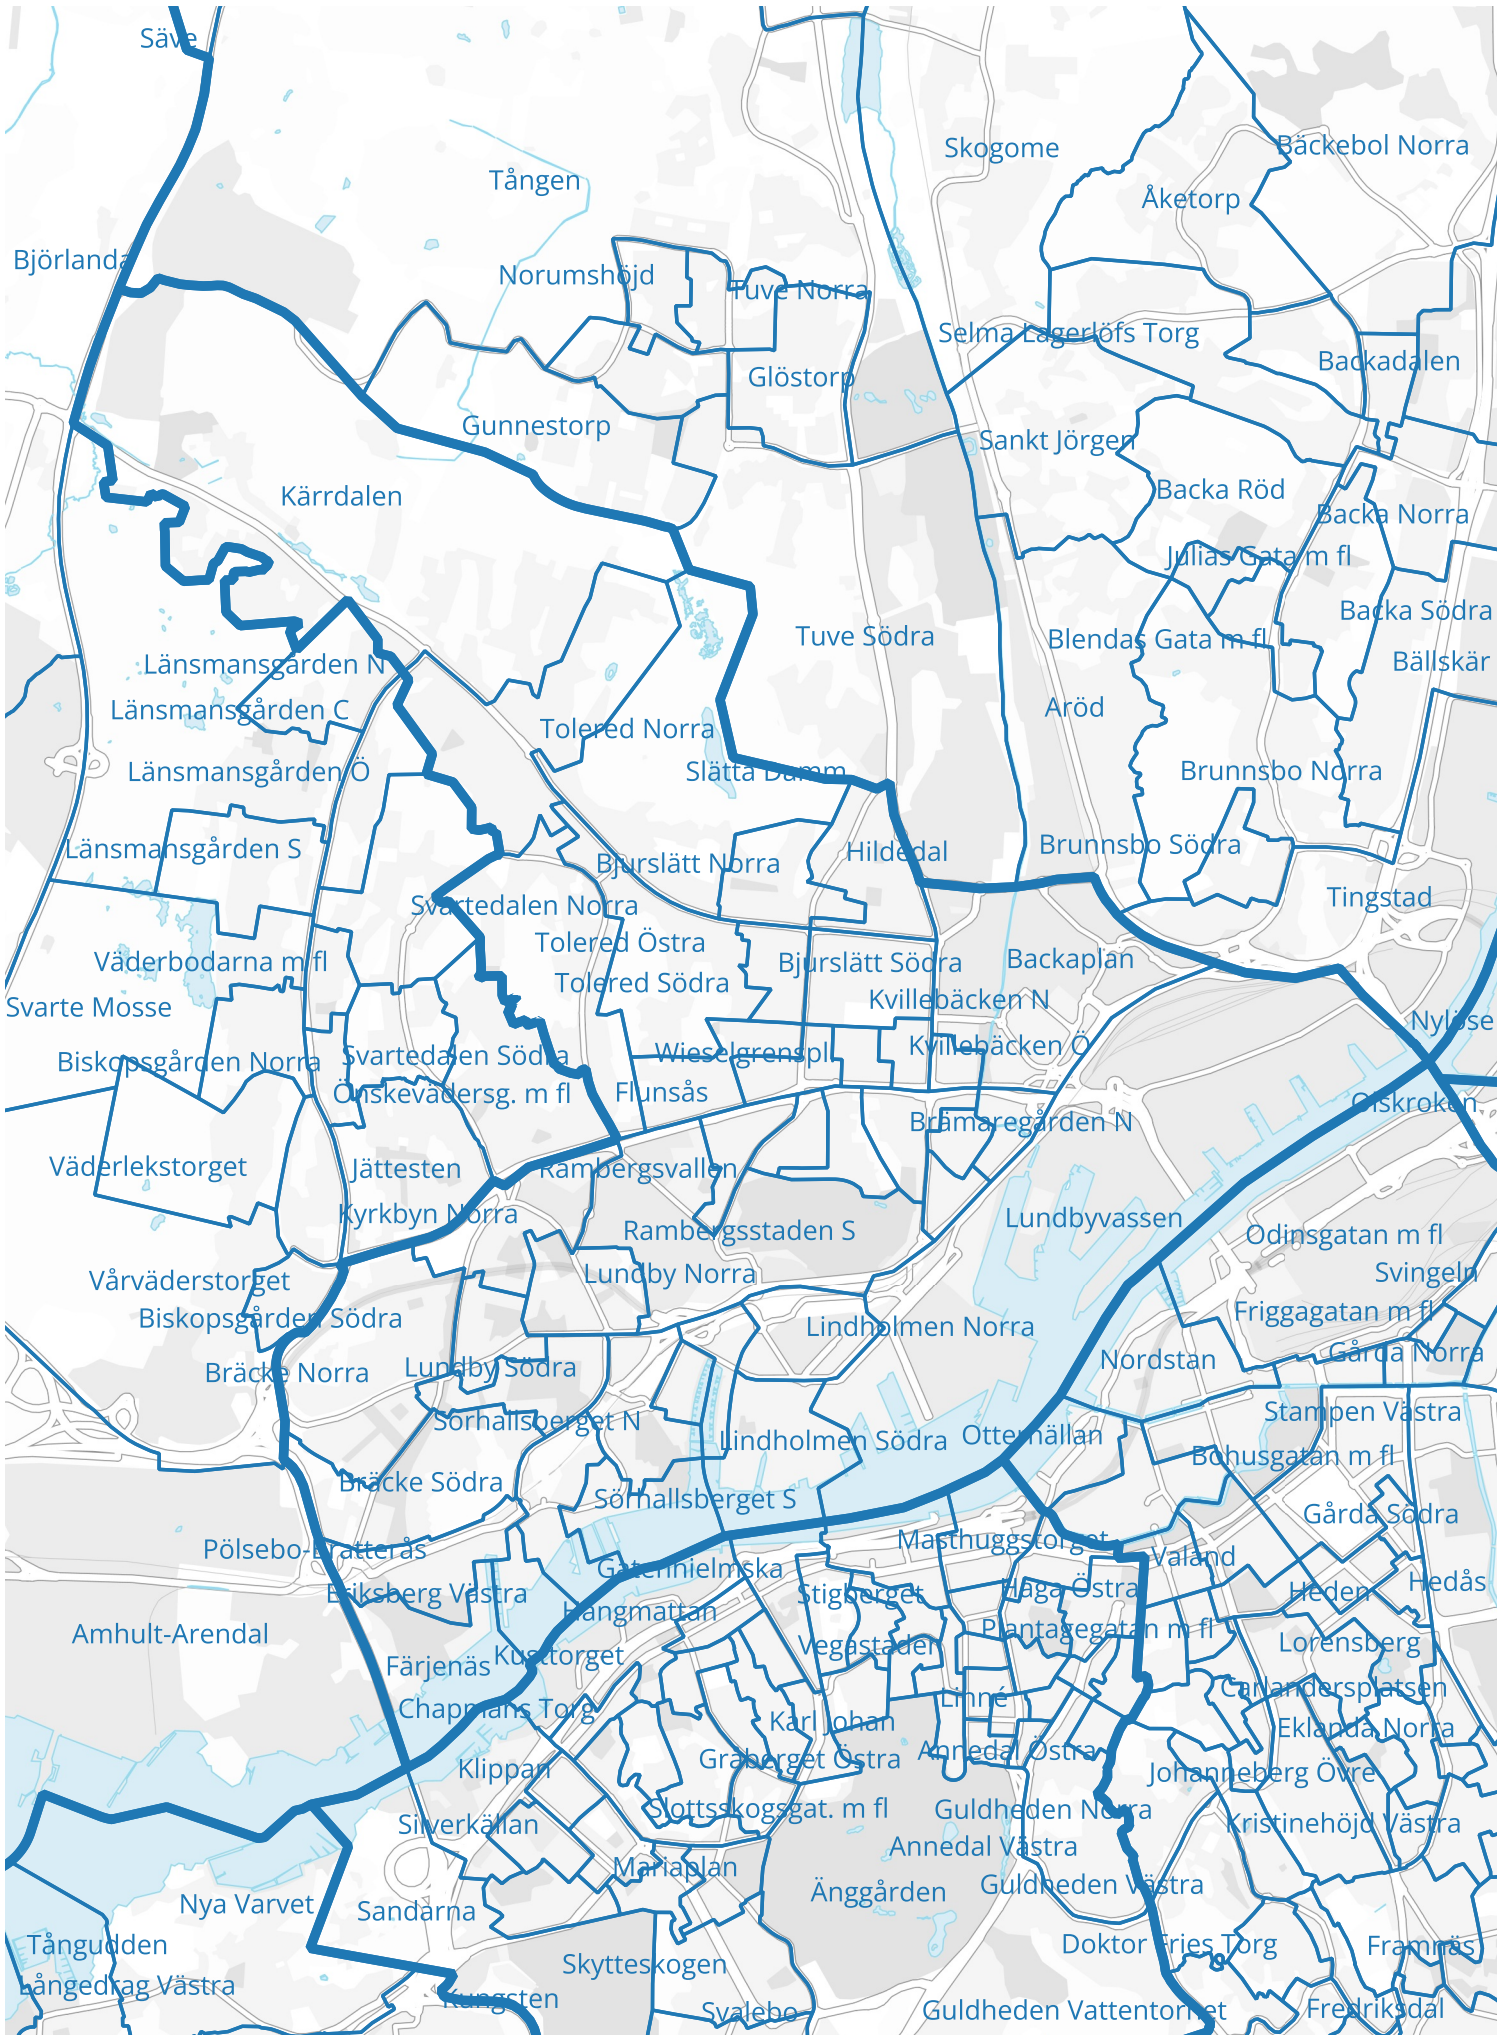 Säve
Skogome
Bäckebol Norra
Tången
Åketorp
Björlanda
Norumshöjd
Tuve Norra
Selma Lagerlöfs Torg
Backadalen
Glöstorp
Gunnestorp
Sankt Jörgen
Kärrdalen
Backa Röd
Backa Norra
Julias Gata m fl
Backa Södra
Tuve Södra
Blendas Gata m fl
Bällskär
Länsmansgården N
Länsmansgården C
Aröd
Tolered Norra
Länsmansgården Ö
Slätta Damm
Brunnsbo Norra
Länsmansgården S
Bjurslätt Norra
Hildedal
Brunnsbo Södra
Svartedalen Norra
Tingstad
Tolered Östra
Väderbodarna m fl
Bjurslätt Södra
Backaplan
Tolered Södra
Svarte Mosse
Kvillebäcken N
Nylöse
Biskopsgården Norra
Svartedalen Södra
Wieselgrenspl.
Kvillebäcken Ö
Önskevädersg. m fl
Flunsås
Olskroken
Brämaregården N
Väderlekstorget
Jättesten
Rambergsvallen
Kyrkbyn Norra
Lundbyvassen
Rambergsstaden S
Odinsgatan m fl
Vårväderstorget
Lundby Norra
Svingeln
Biskopsgården Södra
Lindholmen Norra
Friggagatan m fl
Bräcke Norra
Lundby Södra
Nordstan
Gårda Norra
Sörhallsberget N
Stampen Västra
Lindholmen Södra
Otterhällan
Bohusgatan m fl
Bräcke Södra
Sörhallsberget S
Gårda Södra
Pölsebo-Bratterås
Masthuggstorget
Valand
Gatenhielmska
Eriksberg Västra
Stigberget
Haga Östra
Heden
Hedås
Hängmattan
Amhult-Arendal
Vegastaden
Plantagegatan m fl
Lorensberg
Färjenäs
Kusttorget
Carlandersplatsen
Chapmans Torg
Linné
Karl Johan
Eklanda Norra
Klippan
Gråberget Östra
Annedal Östra
Johanneberg Övre
Silverkällan
Slottsskogsgat. m fl
Guldheden Norra
Kristinehöjd Västra
Annedal Västra
Mariaplan
Änggården
Guldheden Västra
Nya Varvet
Sandarna
Tångudden
Doktor Fries Torg
Framnäs
Skytteskogen
Långedrag Västra
Kungsten
Svalebo
Guldheden Vattentornet
Fredriksdal